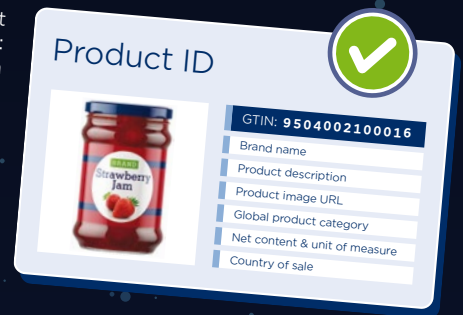 Product ID
BRAND
Strawberry
Jam
GTIN: 9504002100016
Brand name
Product description
Product image URL
Global product category
Net content & unit of measure
Country of sale